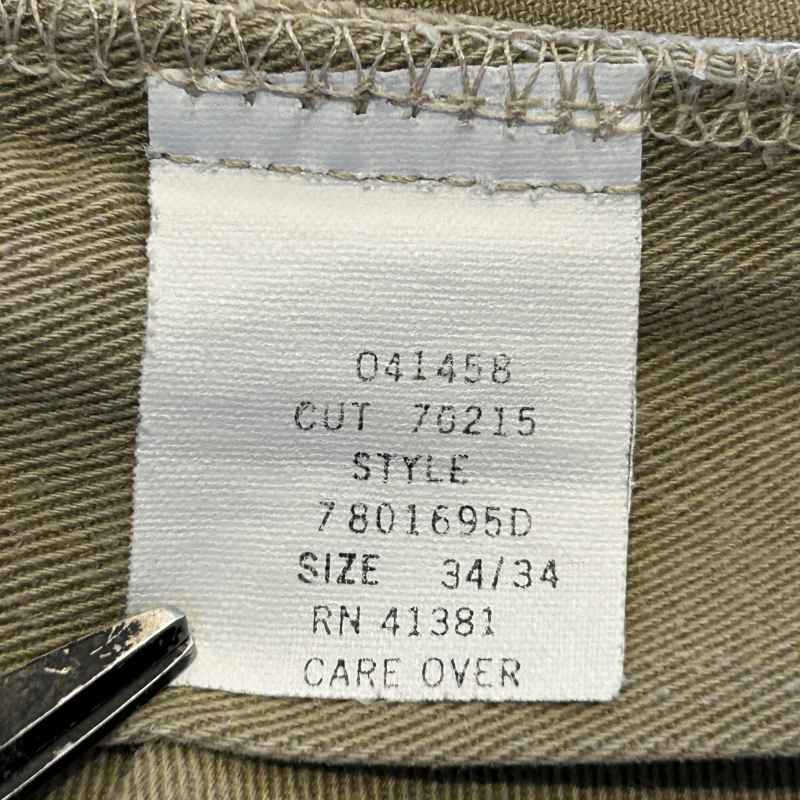 041458
CUT 70215
STYLE
7801695D
SIZE 34/34
RN 41381
CARE OVER